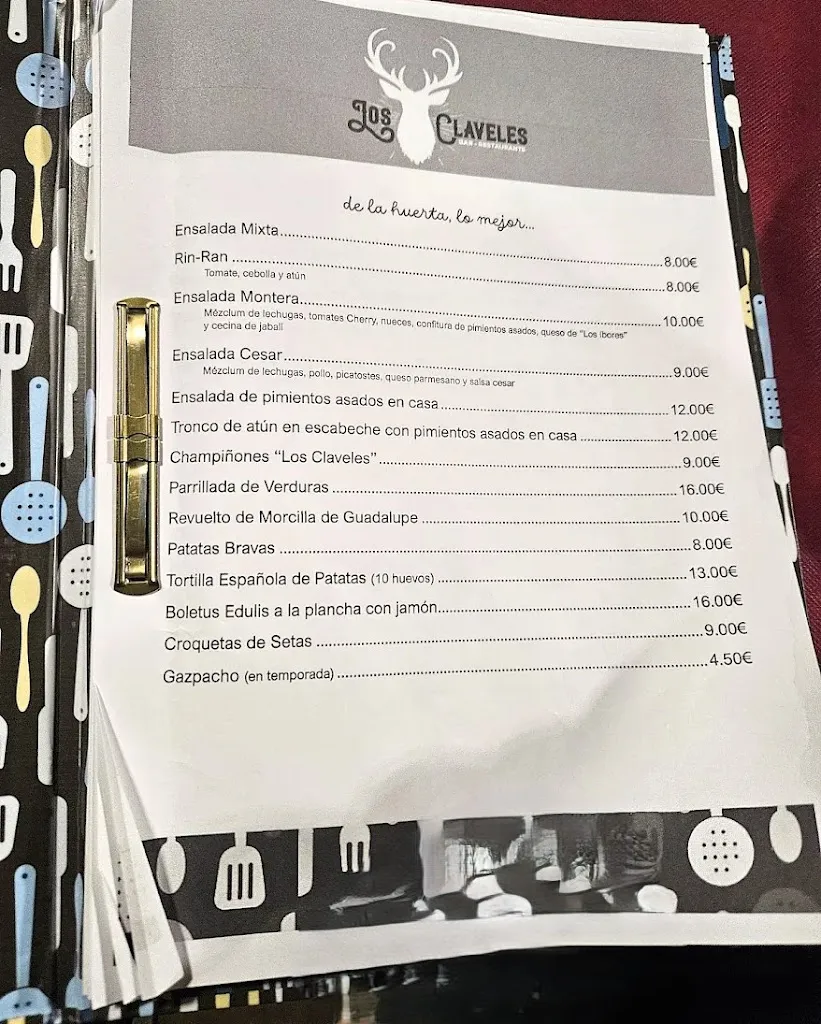 Los Claveles
BAR - RESTAURANTE
de la huerta, lo mejor...
Ensalada Mixta 8.00€
Rin-Ran 8.00€
Tomate, cebolla y atún
Ensalada Montera 10.00€
Mézclum de lechugas, tomates Cherry, nueces, confitura de pimientos asados, queso de "Los Ibores"
y cecina de jabalí
Ensalada Cesar 9.00€
Mézclum de lechugas, pollo, picatostes, queso parmesano y salsa cesar
Ensalada de pimientos asados en casa 12.00€
Tronco de atún en escabeche con pimientos asados en casa 12.00€
Champiñones "Los Claveles" 9.00€
Parrillada de Verduras 16.00€
Revuelto de Morcilla de Guadalupe 10.00€
Patatas Bravas 8.00€
Tortilla Española de Patatas (10 huevos) 13.00€
Boletus Edulis a la plancha con jamón 16.00€
Croquetas de Setas 9.00€
Gazpacho (en temporada) 4.50€